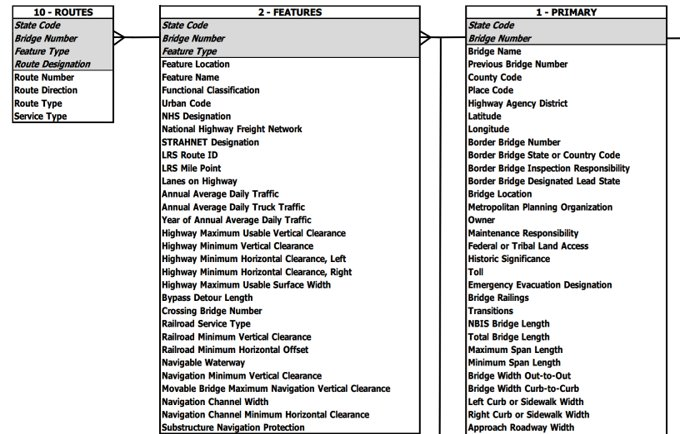 10 - ROUTES
State Code
Bridge Number
Feature Type
Route Designation
Route Number
Route Direction
Route Type
Service Type
2 - FEATURES
State Code
Bridge Number
Feature Type
Feature Location
Feature Name
Functional Classification
Urban Code
NHS Designation
National Highway Freight Network
STRAHNET Designation
LRS Route ID
LRS Mile Point
Lanes on Highway
Annual Average Daily Traffic
Annual Average Daily Truck Traffic
Year of Annual Average Daily Traffic
Highway Maximum Usable Vertical Clearance
Highway Minimum Vertical Clearance
Highway Minimum Horizontal Clearance, Left
Highway Minimum Horizontal Clearance, Right
Highway Maximum Usable Surface Width
Bypass Detour Length
Crossing Bridge Number
Railroad Service Type
Railroad Minimum Vertical Clearance
Railroad Minimum Horizontal Offset
Navigable Waterway
Navigation Minimum Vertical Clearance
Movable Bridge Maximum Navigation Vertical Clearance
Navigation Channel Width
Navigation Channel Minimum Horizontal Clearance
Substructure Navigation Protection
1 - PRIMARY
State Code
Bridge Number
Bridge Name
Previous Bridge Number
County Code
Place Code
Highway Agency District
Latitude
Longitude
Border Bridge Number
Border Bridge State or Country Code
Border Bridge Inspection Responsibility
Border Bridge Designated Lead State
Bridge Location
Metropolitan Planning Organization
Owner
Maintenance Responsibility
Federal or Tribal Land Access
Historic Significance
Toll
Emergency Evacuation Designation
Bridge Railings
Transitions
NBIS Bridge Length
Total Bridge Length
Maximum Span Length
Minimum Span Length
Bridge Width Out-to-Out
Bridge Width Curb-to-Curb
Left Curb or Sidewalk Width
Right Curb or Sidewalk Width
Approach Roadway Width